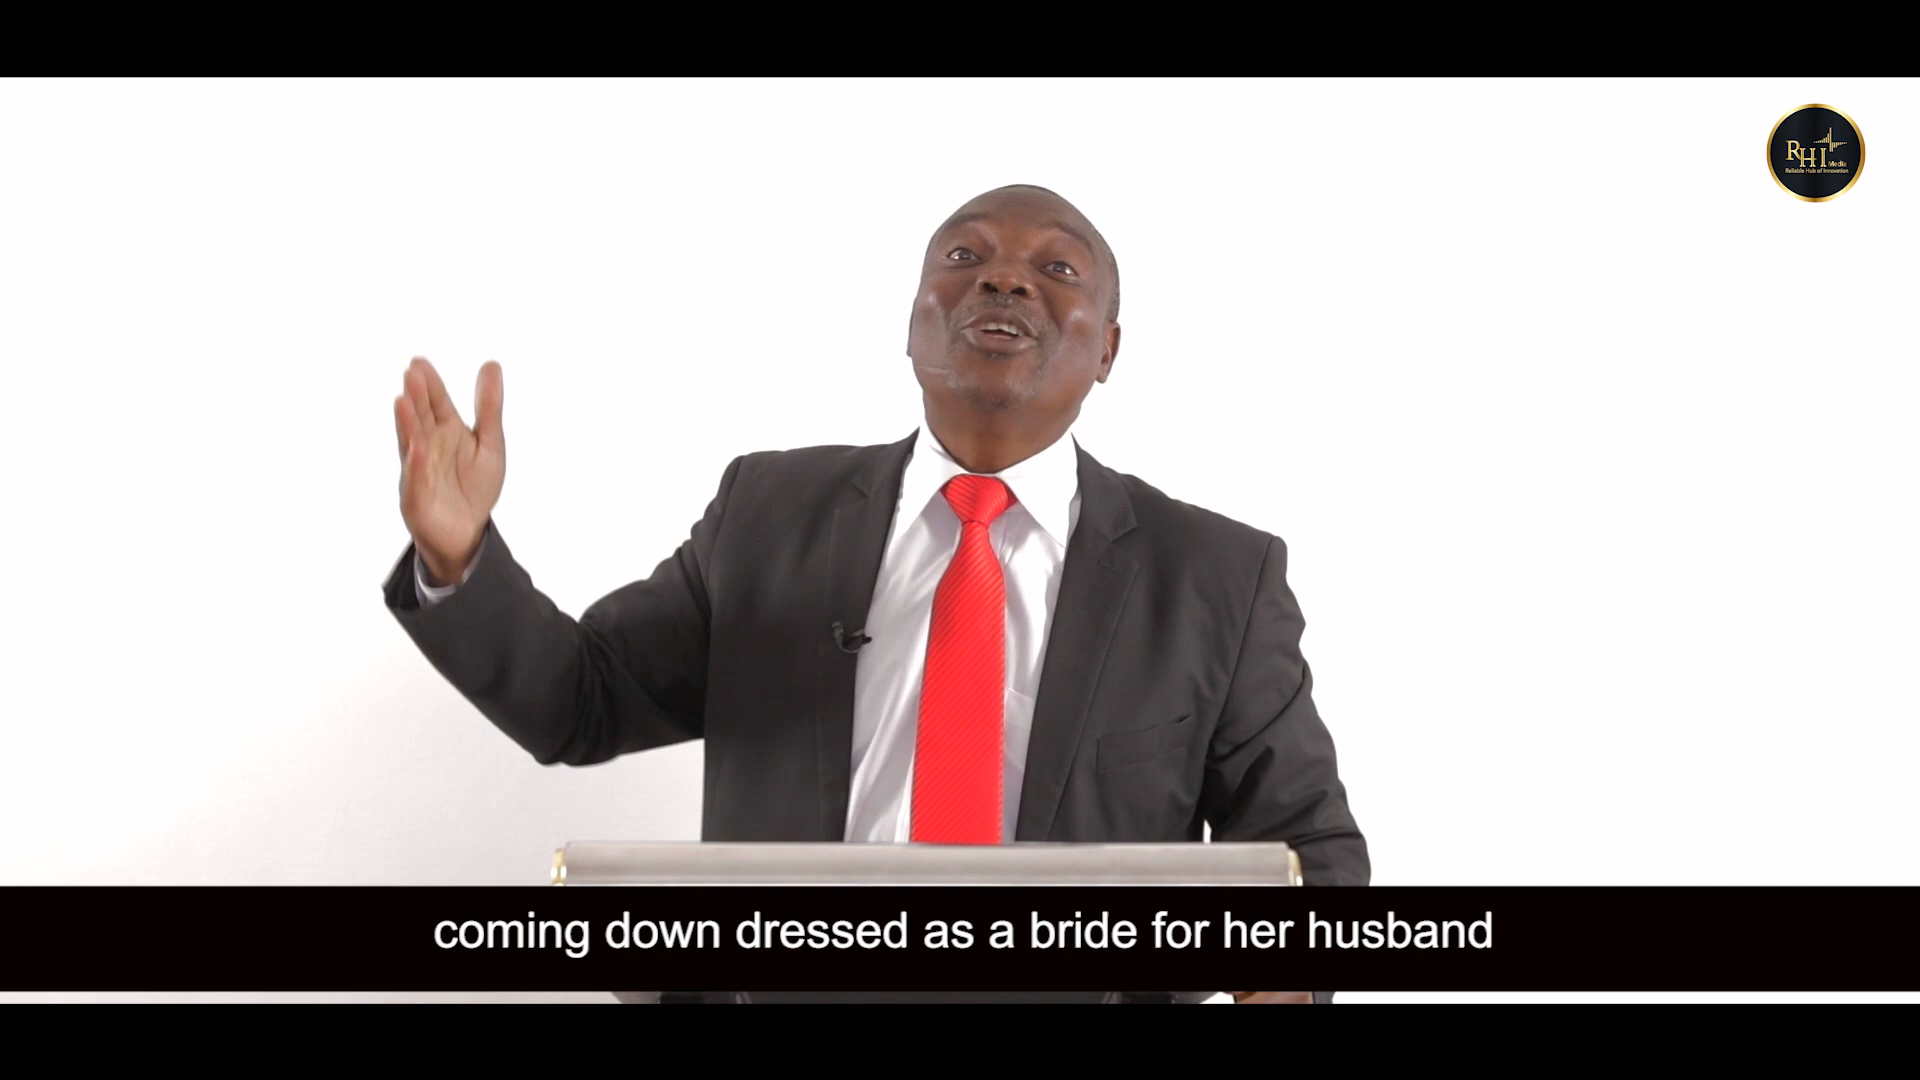 RHI Media
Reliable Hub of Innovation
coming down dressed as a bride for her husband